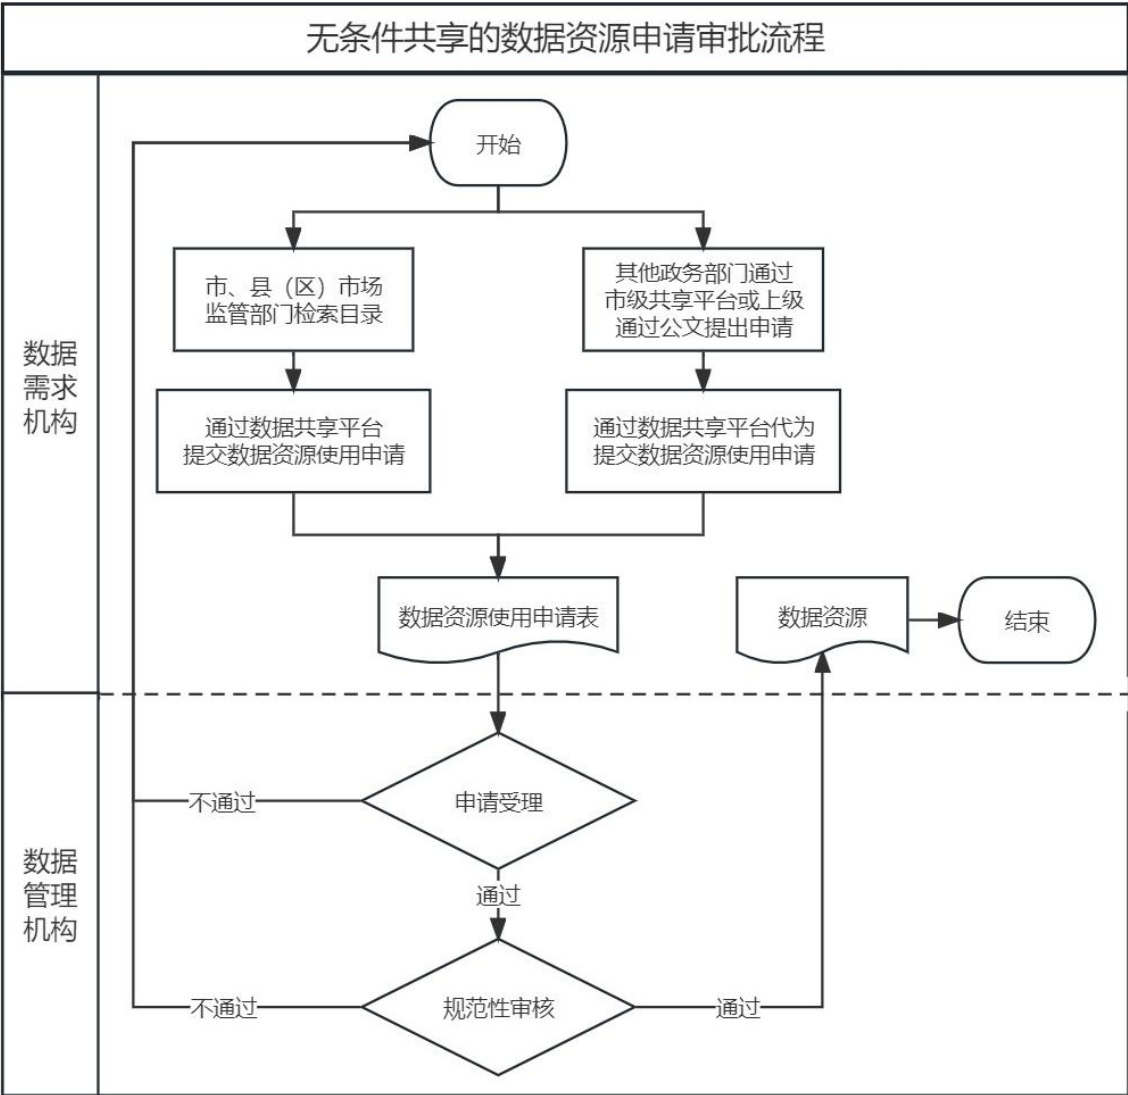 无条件共享的数据资源申请审批流程
开始
市、县（区）市场
监管部门检索目录
其他政务部门通过
市级共享平台或上级
通过公文提出申请
数据
需求
机构
通过数据共享平台
提交数据资源使用申请
通过数据共享平台代为
提交数据资源使用申请
数据资源使用申请表
数据资源
结束
不通过
申请受理
数据
管理
机构
通过
不通过
规范性审核
通过